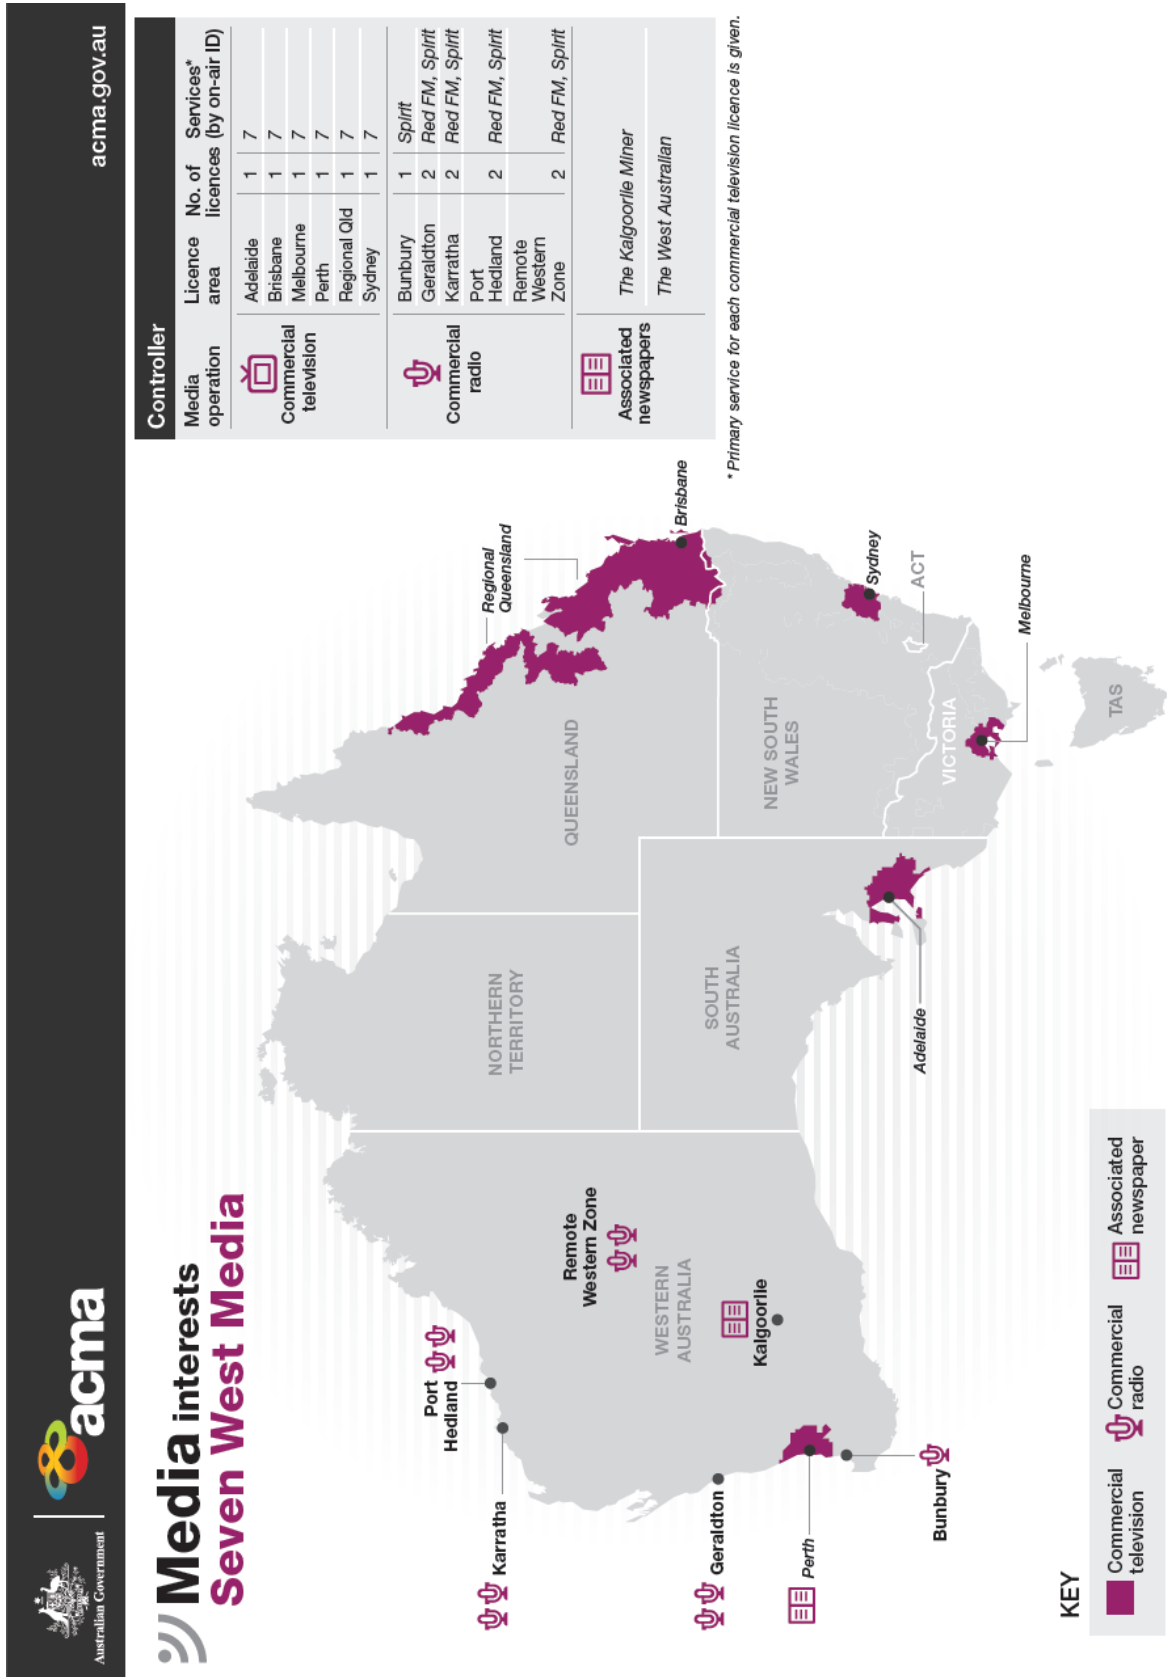 Australian Government
acma
acma.gov.au
Media interests
Seven West Media
Controller
Media operation
Licence area
No. of licences
Services* (by on-air ID)
Commercial television
Adelaide 1 7
Brisbane 1 7
Melbourne 1 7
Perth 1 7
Regional Qld 1 7
Sydney 1 7
Commercial radio
Bunbury 1 Spirit
Geraldton 2 Red FM, Spirit
Karratha 2 Red FM, Spirit
Port
Hedland 2 Red FM, Spirit
Remote
Western
Zone 2 Red FM, Spirit
Associated newspapers
The Kalgoorlie Miner
The West Australian
* Primary service for each commercial television licence is given.
Karratha
Port
Hedland
Remote
Western Zone
Geraldton
Perth
Bunbury
Kalgoorlie
WESTERN
AUSTRALIA
NORTHERN
TERRITORY
SOUTH
AUSTRALIA
Adelaide
QUEENSLAND
Regional
Queensland
Brisbane
NEW SOUTH
WALES
Sydney
ACT
VICTORIA
Melbourne
TAS
KEY
Commercial
television
Commercial
radio
Associated
newspaper